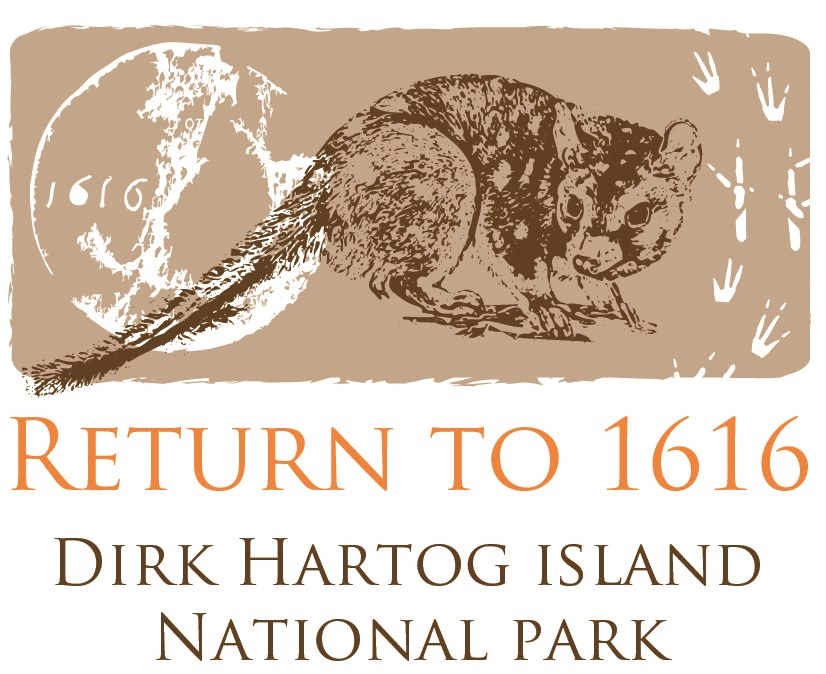 1616
RETURN TO 1616
DIRK HARTOG ISLAND
NATIONAL PARK